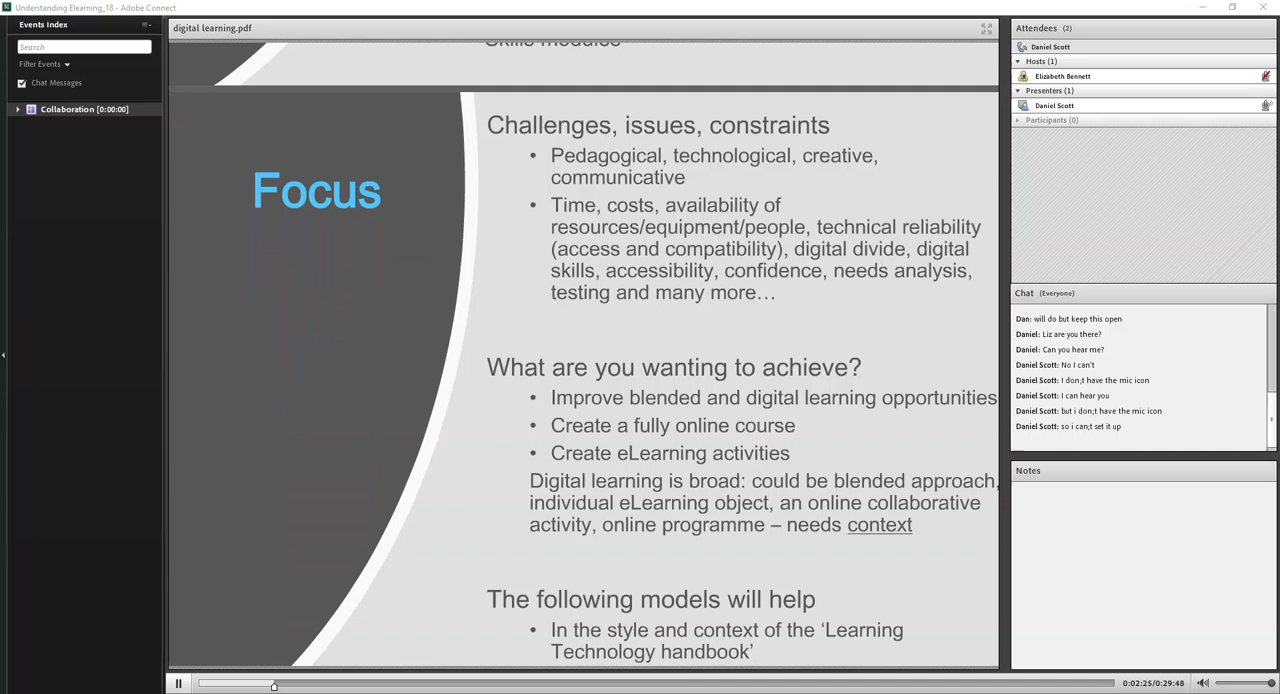 Understanding Elearning_18 - Adobe Connect
Events Index
Search
Filter Events
Chat Messages
Collaboration [0:00:00]
digital learning.pdf
Skills modules
Focus
Challenges, issues, constraints
• Pedagogical, technological, creative,
communicative
• Time, costs, availability of
resources/equipment/people, technical reliability
(access and compatibility), digital divide, digital
skills, accessibility, confidence, needs analysis,
testing and many more…
What are you wanting to achieve?
• Improve blended and digital learning opportunities
• Create a fully online course
• Create eLearning activities
Digital learning is broad: could be blended approach,
individual eLearning object, an online collaborative
activity, online programme – needs context
The following models will help
• In the style and context of the ‘Learning
Technology handbook’
0:02:25/0:29:48
Attendees (2)
Daniel Scott
Hosts (1)
Elizabeth Bennett
Presenters (1)
Daniel Scott
Participants (0)
Chat (Everyone)
Dan: will do but keep this open
Daniel: Liz are you there?
Daniel: Can you hear me?
Daniel Scott: No I can't
Daniel Scott: I don;t have the mic icon
Daniel Scott: I can hear you
Daniel Scott: but i don;t have the mic icon
Daniel Scott: so i can;t set it up
Notes